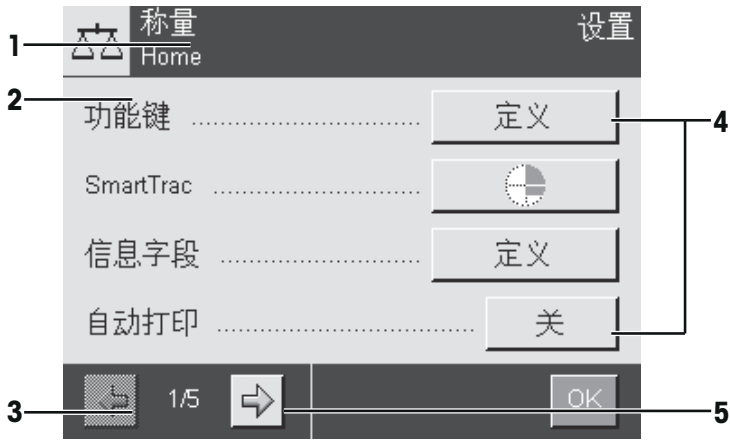 称量
Home
设置
1
2
功能键 ............................ 定义
4
SmartTrac ............................
信息字段 ............................ 定义
自动打印 ............................ 关
3
1/5
OK
5